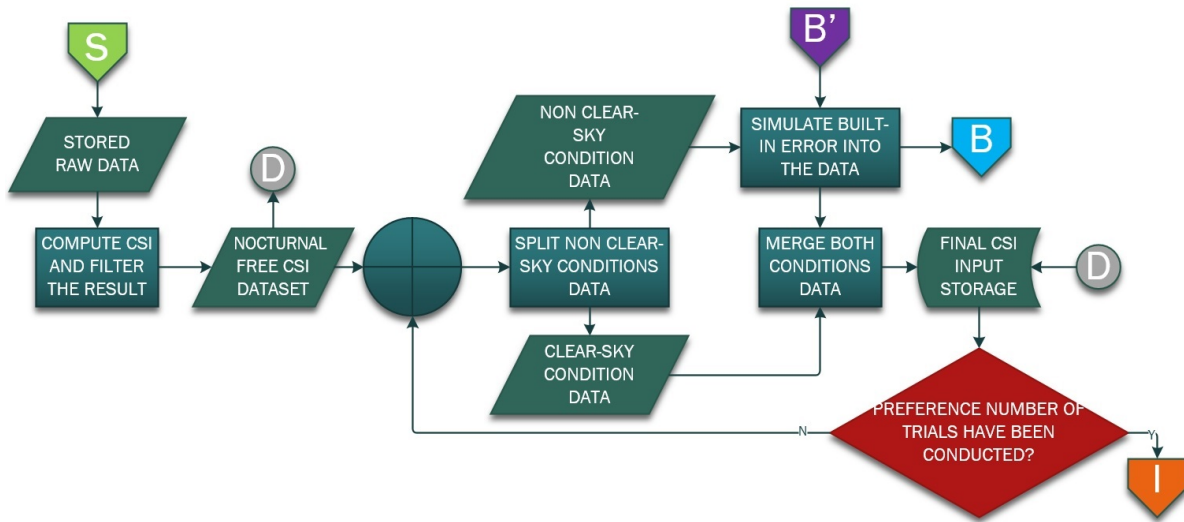 S
STORED
RAW DATA
COMPUTE CSI
AND FILTER
THE RESULT
D
NOCTURNAL
FREE CSI
DATASET
NON CLEAR-
SKY
CONDITION
DATA
SPLIT NON CLEAR-
SKY CONDITIONS
DATA
CLEAR-SKY
CONDITION
DATA
B’
SIMULATE BUILT-
IN ERROR INTO
THE DATA
B
MERGE BOTH
CONDITIONS
DATA
FINAL CSI
INPUT
STORAGE
D
PREFERENCE NUMBER OF
TRIALS HAVE BEEN
CONDUCTED?
N
Y
I